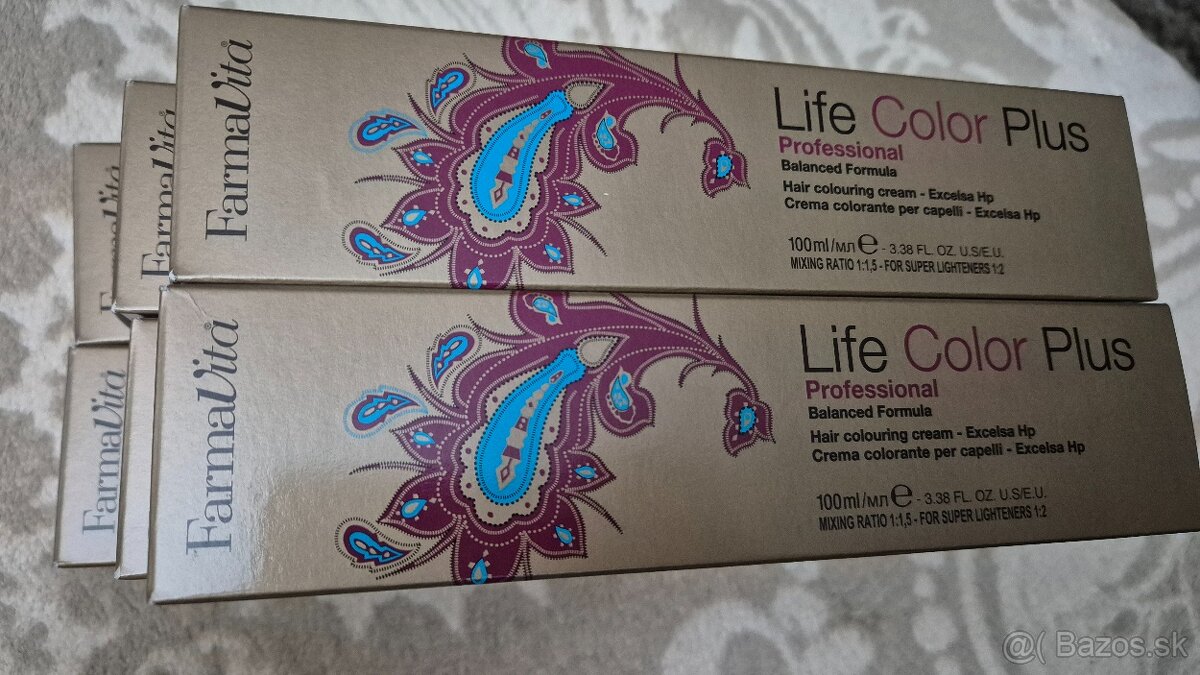 FarmaVita®
Life Color Plus
Professional
Balanced Formula
Hair colouring cream - Excelsa Hp
Crema colorante per capelli - Excelsa Hp
100ml/мл ℮ - 3.38 FL. OZ. U.S/E.U.
MIXING RATIO 1:1,5 - FOR SUPER LIGHTENERS 1:2
FarmaVita®
Life Color Plus
Professional
Balanced Formula
Hair colouring cream - Excelsa Hp
Crema colorante per capelli - Excelsa Hp
100ml/мл ℮ - 3.38 FL. OZ. U.S/E.U.
MIXING RATIO 1:1,5 - FOR SUPER LIGHTENERS 1:2
FarmaVita
FarmaVita
FarmaVita
@( Bazos.sk